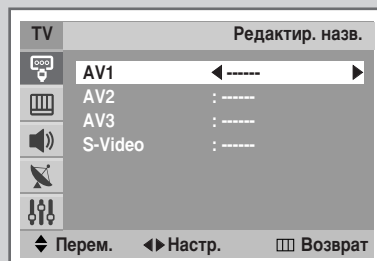 TV Редактир. назв.
AV1 ◀ ------ ▶
AV2 : ------
AV3 : ------
S-Video : ------
Перем. Настр. Возврат